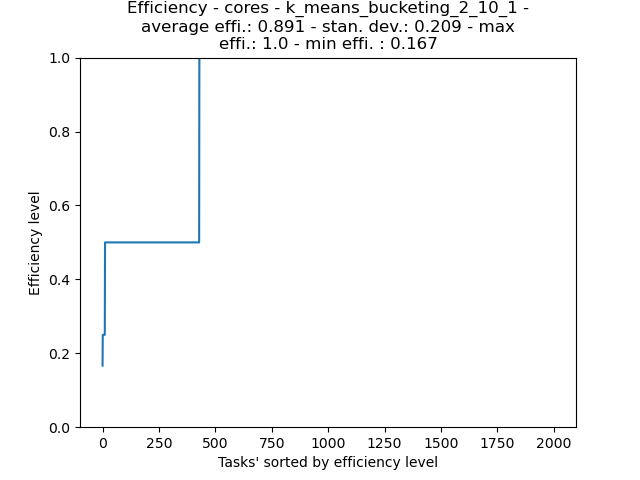 Efficiency - cores - k_means_bucketing_2_10_1 -
average effi.: 0.891 - stan. dev.: 0.209 - max
effi.: 1.0 - min effi. : 0.167
1.0
0.8
0.6
0.4
0.2
0.0
Efficiency level
0 250 500 750 1000 1250 1500 1750 2000
Tasks' sorted by efficiency level